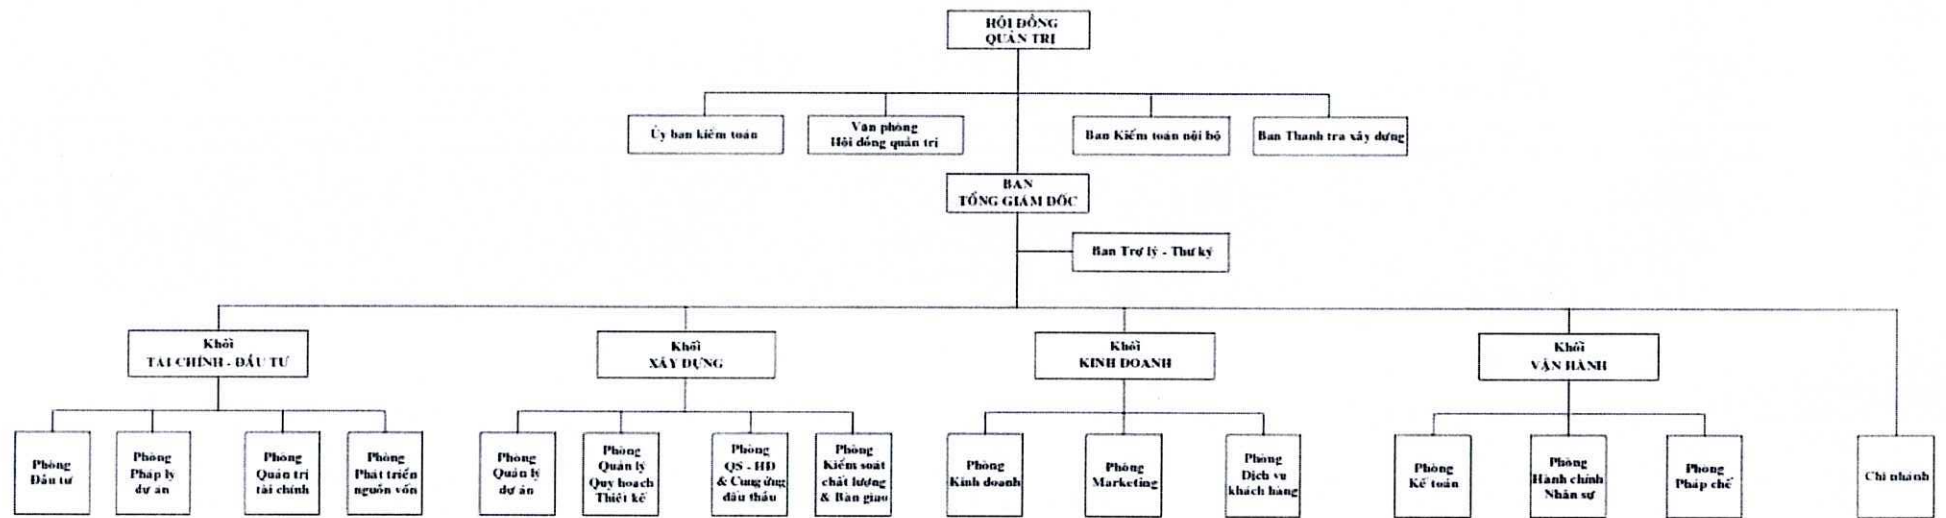 HỘI ĐỒNG
QUẢN TRỊ
Ủy ban kiểm toán
Văn phòng
Hội đồng quản trị
Ban Kiểm toán nội bộ
Ban Thanh tra xây dựng
BAN
TỔNG GIÁM ĐỐC
Ban Trợ lý - Thư ký
Khối
TÀI CHÍNH - ĐẦU TƯ
Khối
XÂY DỰNG
Khối
KINH DOANH
Khối
VẬN HÀNH
Phòng
Đầu tư
Phòng
Pháp lý
dự án
Phòng
Quản trị
tài chính
Phòng
Phát triển
nguồn vốn
Phòng
Quản lý
dự án
Phòng
Quản lý
Quy hoạch
Thiết kế
Phòng
QS - HĐ
& Cung ứng
đấu thầu
Phòng
Kiểm soát
chất lượng
& Bàn giao
Phòng
Kinh doanh
Phòng
Marketing
Phòng
Dịch vụ
khách hàng
Phòng
Kế toán
Phòng
Hành chính
Nhân sự
Phòng
Pháp chế
Chi nhánh